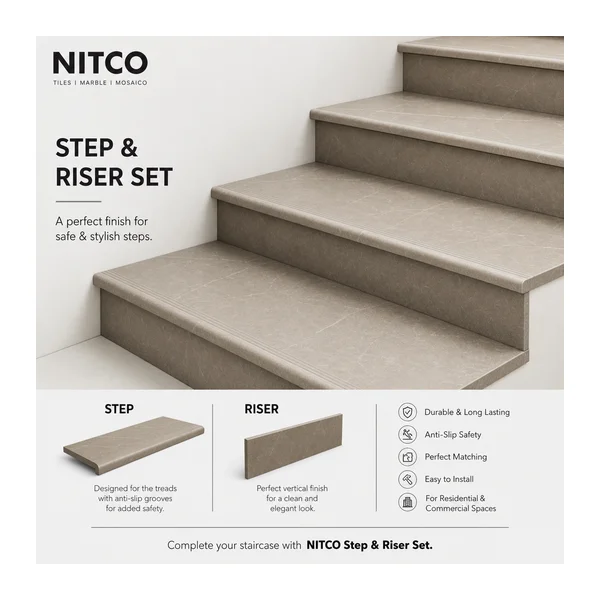 NITCO
TILES | MARBLE | MOSAICO
STEP &
RISER SET
A perfect finish for
safe & stylish steps.
STEP
Designed for the treads
with anti-slip grooves
for added safety.
RISER
Perfect vertical finish
for a clean and
elegant look.
Durable & Long Lasting
Anti-Slip Safety
Perfect Matching
Easy to Install
For Residential &
Commercial Spaces
Complete your staircase with NITCO Step & Riser Set.